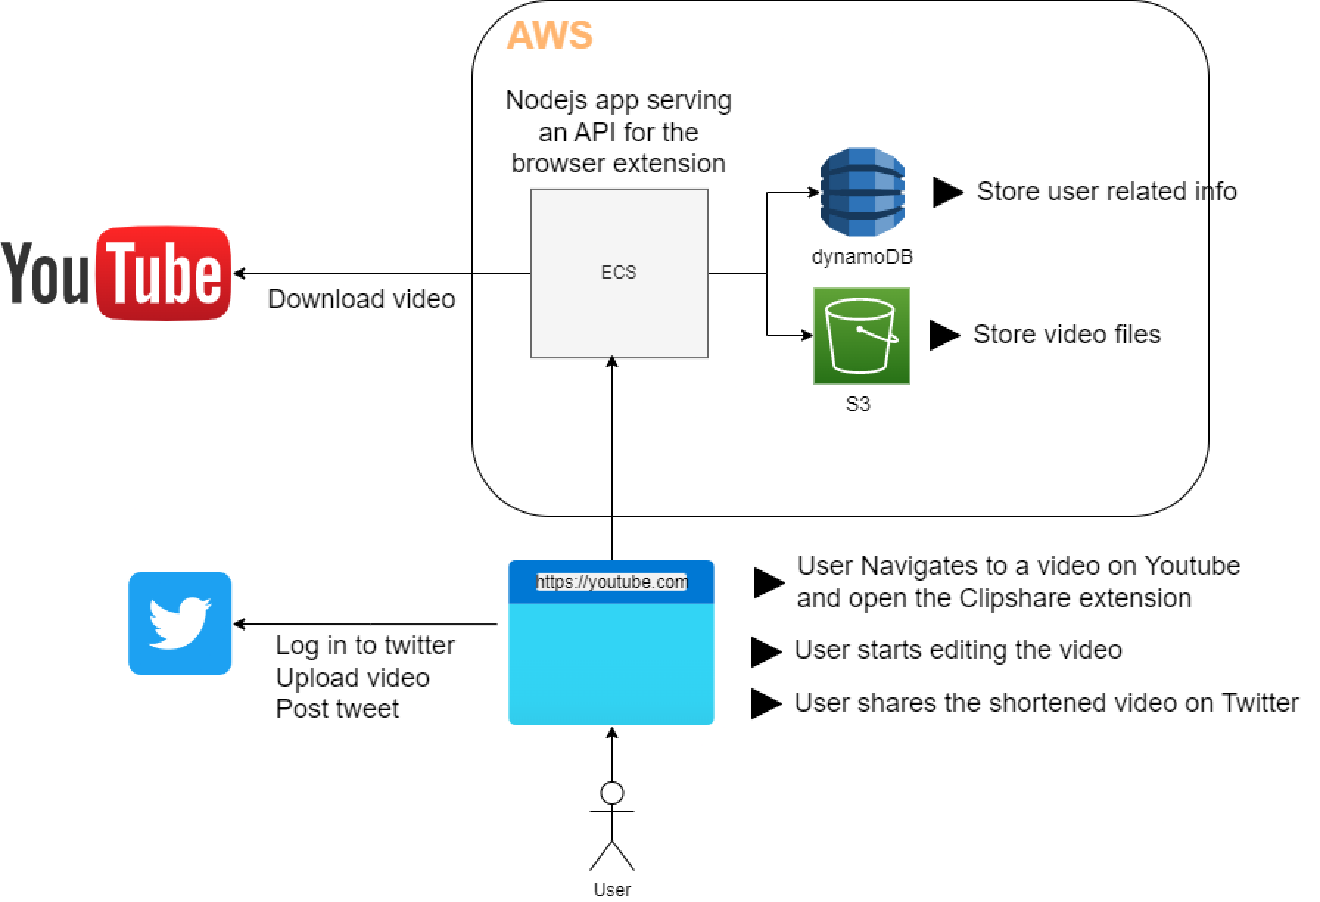 AWS
Nodejs app serving
an API for the
browser extension
ECS
dynamoDB
Store user related info
S3
Store video files
YouTube
Download video
https://youtube.com
User Navigates to a video on Youtube
and open the Clipshare extension
User starts editing the video
User shares the shortened video on Twitter
Log in to twitter
Upload video
Post tweet
User